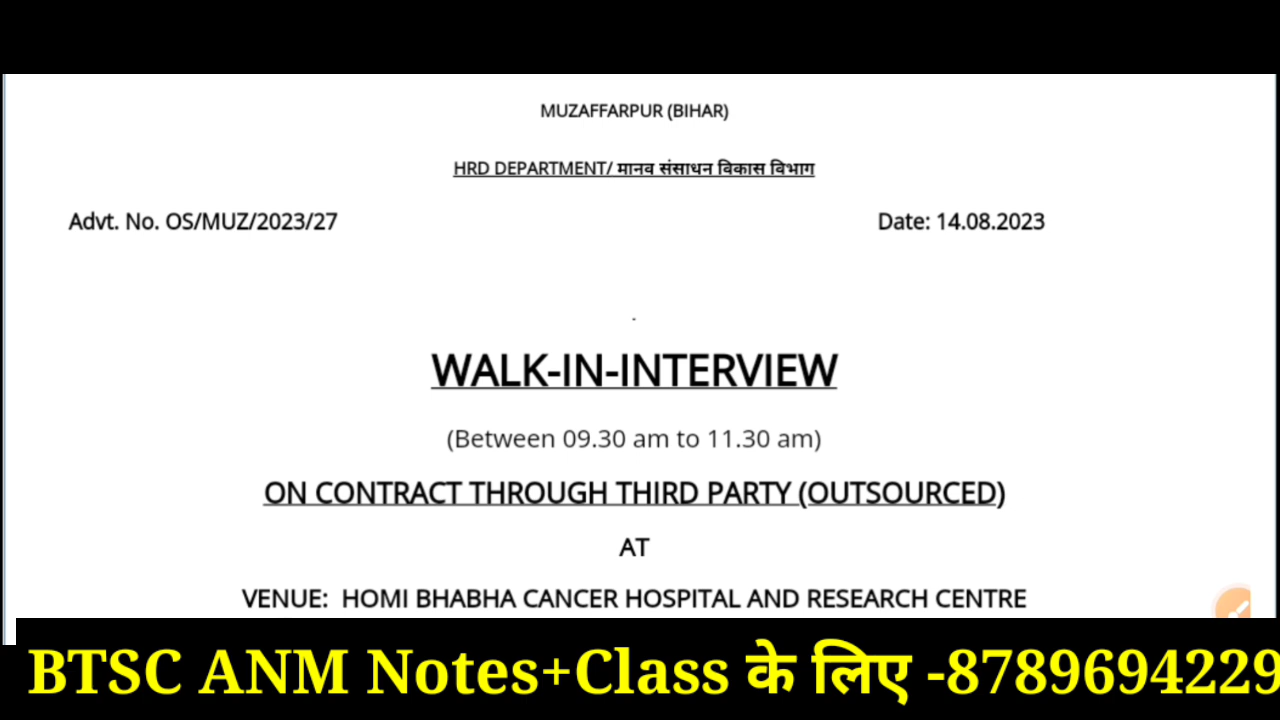 MUZAFFARPUR (BIHAR)
HRD DEPARTMENT/ मानव संसाधन विकास विभाग
Advt. No. OS/MUZ/2023/27 Date: 14.08.2023
WALK-IN-INTERVIEW
(Between 09.30 am to 11.30 am)
ON CONTRACT THROUGH THIRD PARTY (OUTSOURCED)
AT
VENUE: HOMI BHABHA CANCER HOSPITAL AND RESEARCH CENTRE
BTSC ANM Notes+Class के लिए -8789694229